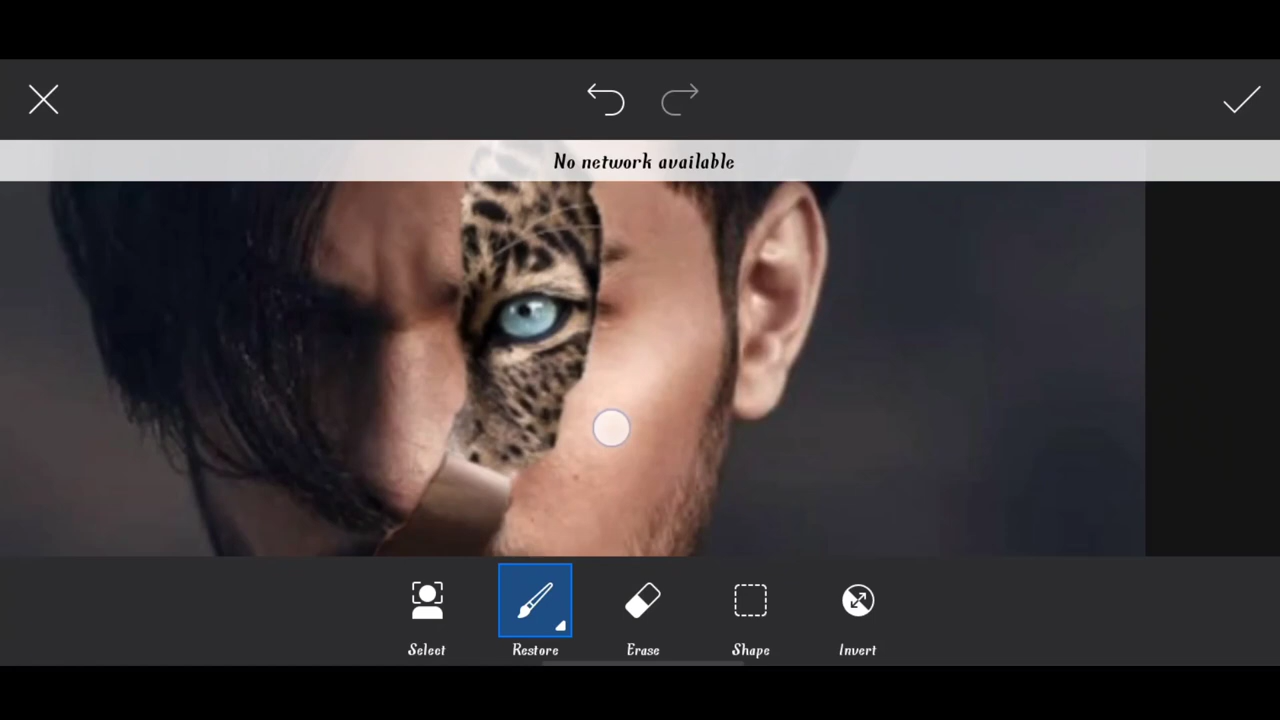 No network available
Select
Restore
Erase
Shape
Invert